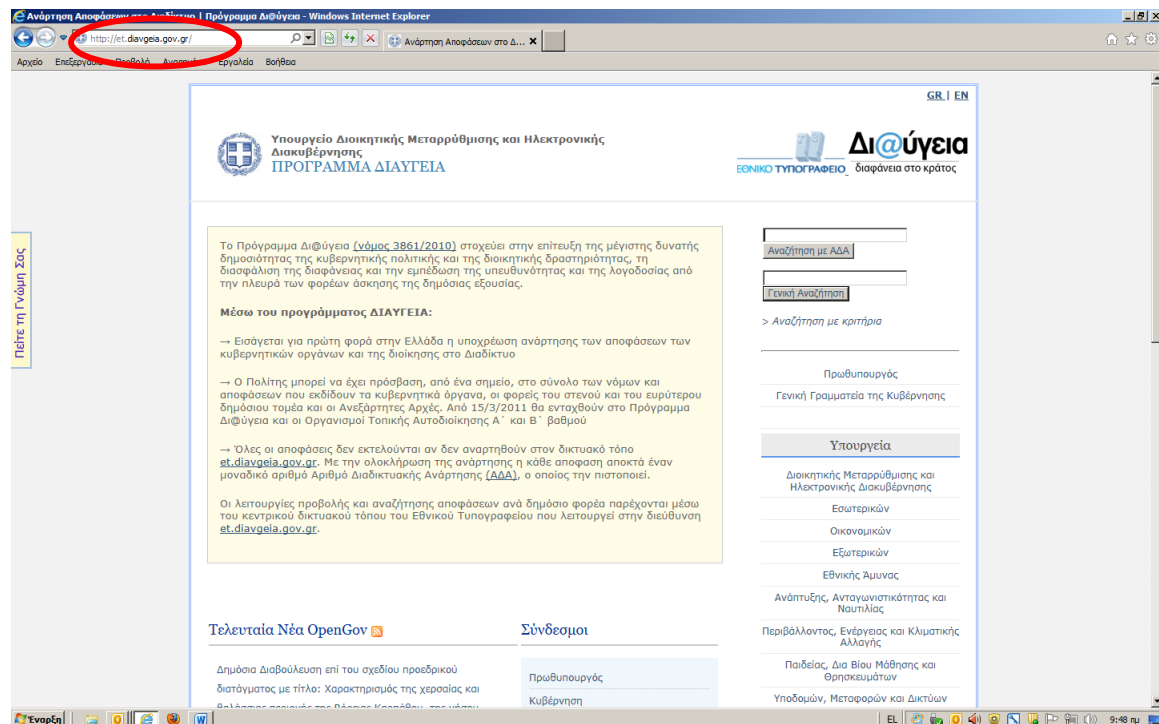 Ανάρτηση Αποφάσεων στο Διαδίκτυο | Πρόγραμμα Δι@ύγεια - Windows Internet Explorer
http://et.diavgeia.gov.gr/
Ανάρτηση Αποφάσεων στο Δ...
Αρχείο Επεξεργασία Προβολή Εργαλεία Βοήθεια
GR | EN
Υπουργείο Διοικητικής Μεταρρύθμισης και Ηλεκτρονικής
Διακυβέρνησης
ΠΡΟΓΡΑΜΜΑ ΔΙΑΥΓΕΙΑ
ΕΘΝΙΚΟ ΤΥΠΟΓΡΑΦΕΙΟ
Δι@ύγεια
διαφάνεια στο κράτος
Πείτε τη Γνώμη Σας
Το Πρόγραμμα Δι@ύγεια (νόμος 3861/2010) στοχεύει στην επίτευξη της μέγιστης δυνατής
δημοσιότητας της κυβερνητικής πολιτικής και της διοικητικής δραστηριότητας, τη
διασφάλιση της διαφάνειας και την εμπέδωση της υπευθυνότητας και της λογοδοσίας από
την πλευρά των φορέων άσκησης της δημόσιας εξουσίας.
Μέσω του προγράμματος ΔΙΑΥΓΕΙΑ:
→ Εισάγεται για πρώτη φορά στην Ελλάδα η υποχρέωση ανάρτησης των αποφάσεων των
κυβερνητικών οργάνων και της διοίκησης στο Διαδίκτυο
→ Ο Πολίτης μπορεί να έχει πρόσβαση, από ένα σημείο, στο σύνολο των νόμων και
αποφάσεων που εκδίδουν τα κυβερνητικά όργανα, οι φορείς του στενού και του ευρύτερου
δημόσιου τομέα και οι Ανεξάρτητες Αρχές. Από 15/3/2011 θα ενταχθούν στο Πρόγραμμα
Δι@ύγεια και οι Οργανισμοί Τοπικής Αυτοδιοίκησης Α΄ και Β΄ βαθμού
→ Όλες οι αποφάσεις δεν εκτελούνται αν δεν αναρτηθούν στον δικτυακό τόπο
et.diavgeia.gov.gr. Με την ολοκλήρωση της ανάρτησης η κάθε αποφαση αποκτά έναν
μοναδικό αριθμό Αριθμό Διαδικτυακής Ανάρτησης (ΑΔΑ), ο οποίος την πιστοποιεί.
Οι λειτουργίες προβολής και αναζήτησης αποφάσεων ανά δημόσιο φορέα παρέχονται μέσω
του κεντρικού δικτυακού τόπου του Εθνικού Τυπογραφείου που λειτουργεί στην διεύθυνση
et.diavgeia.gov.gr.
Αναζήτηση με ΑΔΑ
Γενική Αναζήτηση
> Αναζήτηση με κριτήρια
Πρωθυπουργός
Γενική Γραμματεία της Κυβέρνησης
Υπουργεία
Διοικητικής Μεταρρύθμισης και
Ηλεκτρονικής Διακυβέρνησης
Εσωτερικών
Οικονομικών
Εξωτερικών
Εθνικής Άμυνας
Ανάπτυξης, Ανταγωνιστικότητας και
Ναυτιλίας
Περιβάλλοντος, Ενέργειας και Κλιματικής
Αλλαγής
Παιδείας, Δια Βίου Μάθησης και
Θρησκευμάτων
Υποδομών, Μεταφορών και Δικτύων
Τελευταία Νέα OpenGov
Δημόσια Διαβούλευση επί του σχεδίου προεδρικού
διατάγματος με τίτλο: Χαρακτηρισμός της χερσαίας και
Σύνδεσμοι
Πρωθυπουργός
Κυβέρνηση
Έναρξη
EL
9:48 πμ